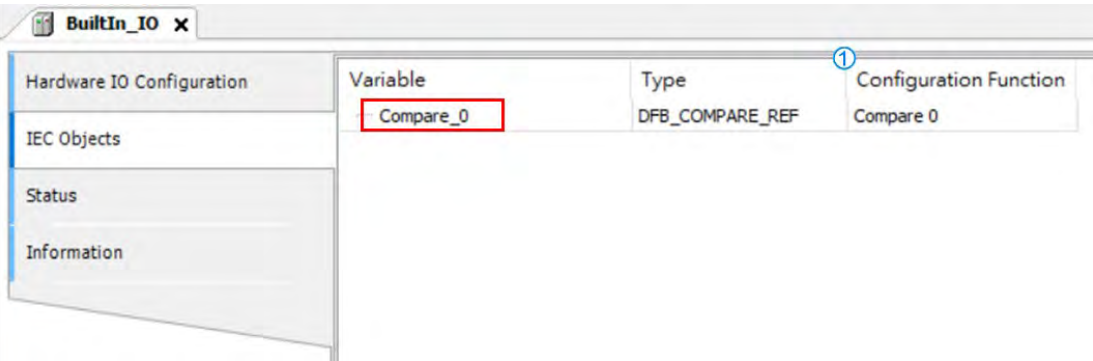 BuiltIn_IO X
Hardware IO Configuration
IEC Objects
Status
Information
Variable Type ① Configuration Function
Compare_0 DFB_COMPARE_REF Compare 0